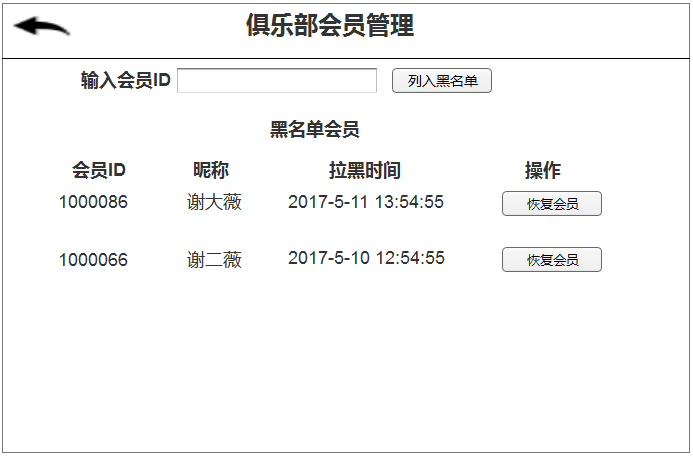 俱乐部会员管理
输入会员ID 列入黑名单
黑名单会员
会员ID 昵称 拉黑时间 操作
1000086 谢大薇 2017-5-11 13:54:55 恢复会员
1000066 谢二薇 2017-5-10 12:54:55 恢复会员